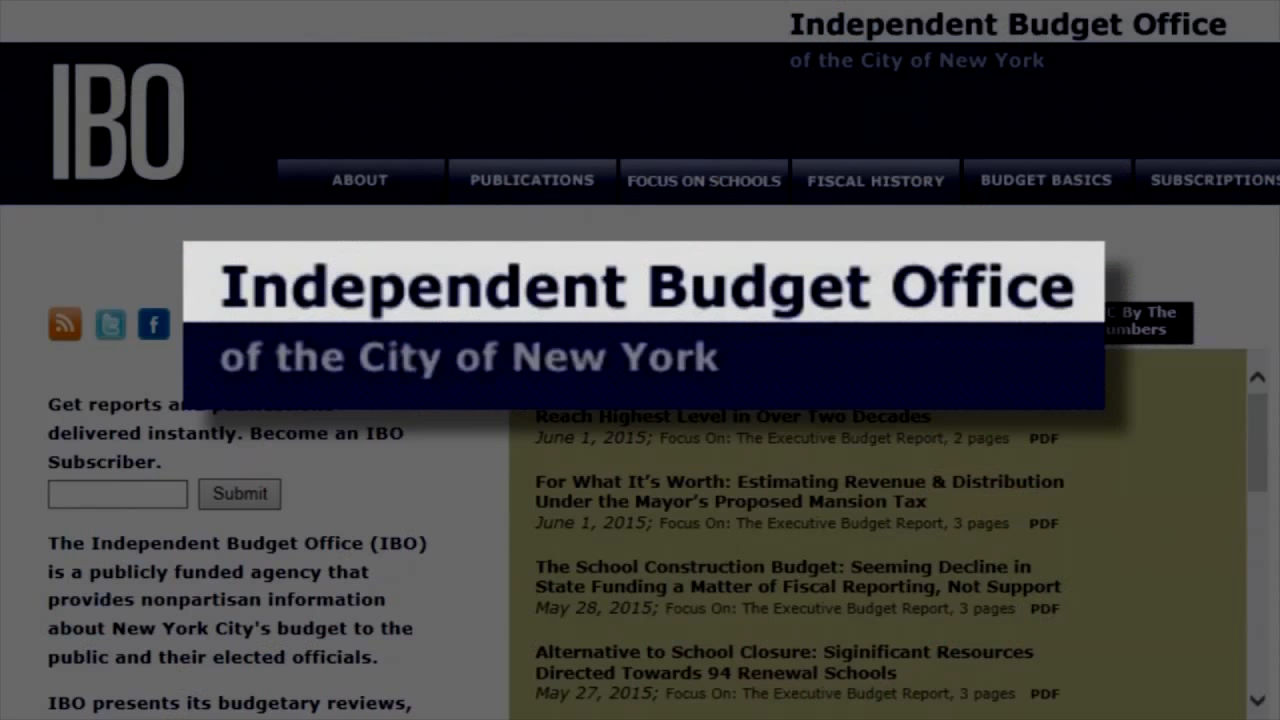 Independent Budget Office
of the City of New York
IBO
ABOUT
PUBLICATIONS
FOCUS ON SCHOOLS
FISCAL HISTORY
BUDGET BASICS
SUBSCRIPTIONS
Independent Budget Office
of the City of New York
C By The
umbers
Get reports
delivered instantly. Become an IBO
Subscriber.
Submit
The Independent Budget Office (IBO)
is a publicly funded agency that
provides nonpartisan information
about New York City's budget to the
public and their elected officials.
IBO presents its budgetary reviews,
Reach Highest Level in Over Two Decades
June 1, 2015; Focus On: The Executive Budget Report, 2 pages PDF
For What It’s Worth: Estimating Revenue & Distribution
Under the Mayor’s Proposed Mansion Tax
June 1, 2015; Focus On: The Executive Budget Report, 3 pages PDF
The School Construction Budget: Seeming Decline in
State Funding a Matter of Fiscal Reporting, Not Support
May 28, 2015; Focus On: The Executive Budget Report, 3 pages PDF
Alternative to School Closure: Siginificant Resources
Directed Towards 94 Renewal Schools
May 27, 2015; Focus On: The Executive Budget Report, 3 pages PDF